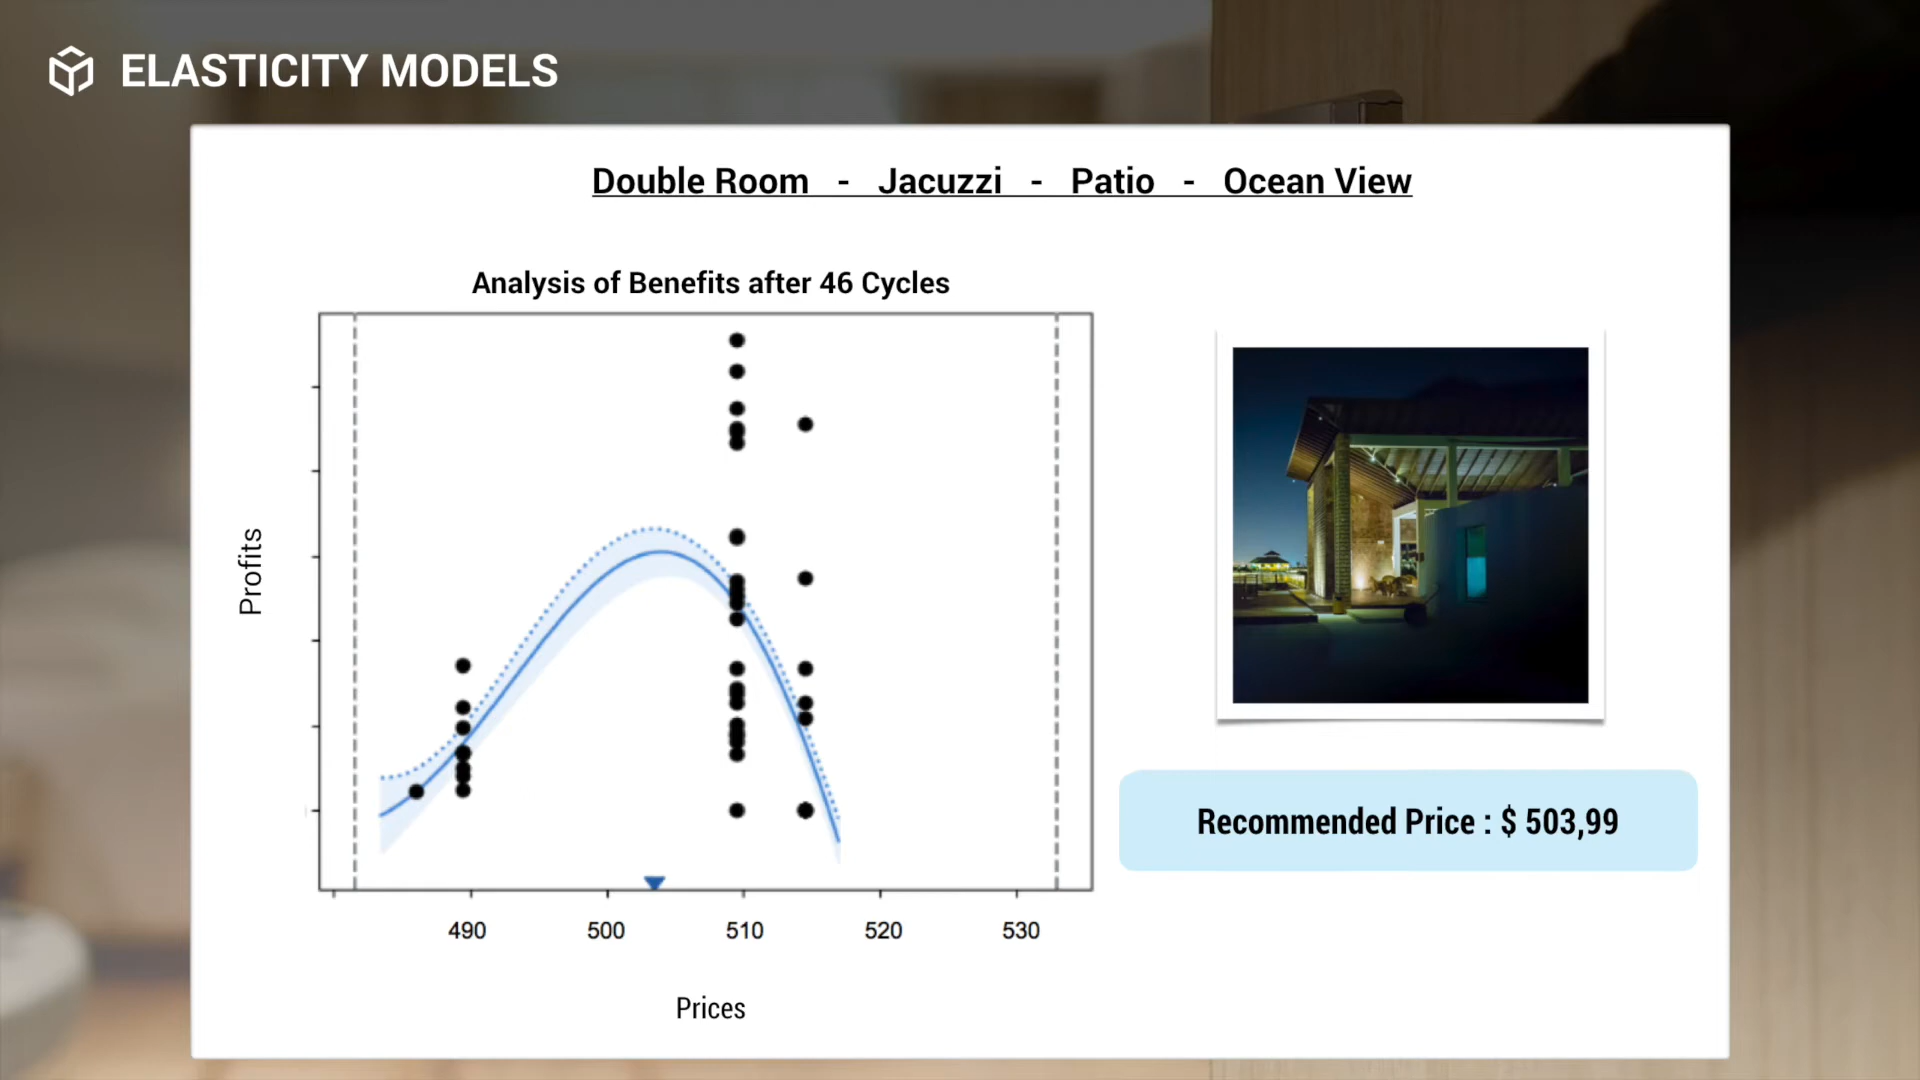 ELASTICITY MODELS
Double Room - Jacuzzi - Patio - Ocean View
Analysis of Benefits after 46 Cycles
Profits
490 500 510 520 530
Prices
Recommended Price : $ 503,99